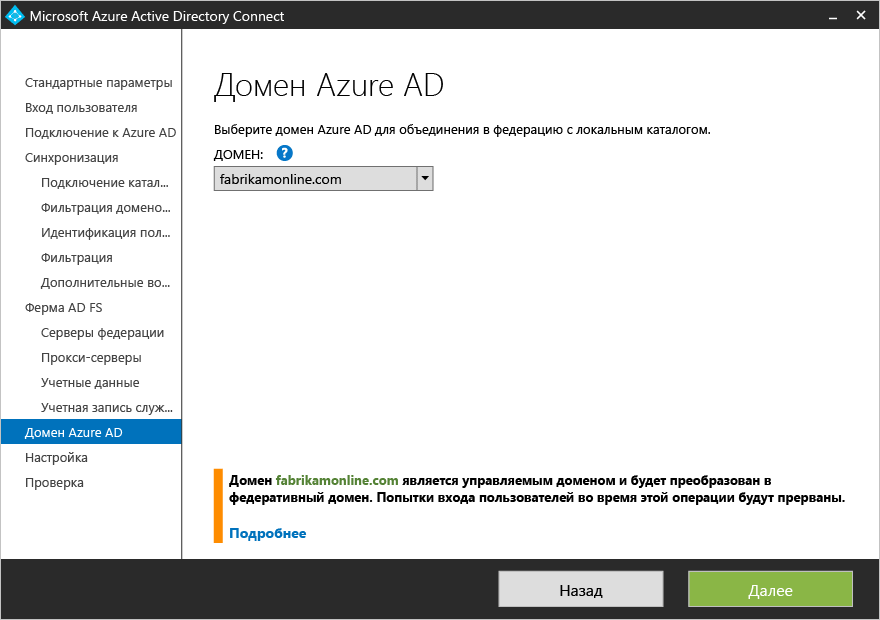 Microsoft Azure Active Directory Connect
Стандартные параметры
Вход пользователя
Подключение к Azure AD
Синхронизация
Подключение катал...
Фильтрация домено...
Идентификация пол...
Фильтрация
Дополнительные во...
Ферма AD FS
Серверы федерации
Прокси-серверы
Учетные данные
Учетная запись служ...
Домен Azure AD
Настройка
Проверка
Домен Azure AD
Выберите домен Azure AD для объединения в федерацию с локальным каталогом.
ДОМЕН: ?
fabrikamonline.com
Домен fabrikamonline.com является управляемым доменом и будет преобразован в
федеративный домен. Попытки входа пользователей во время этой операции будут прерваны.
Подробнее
Назад
Далее